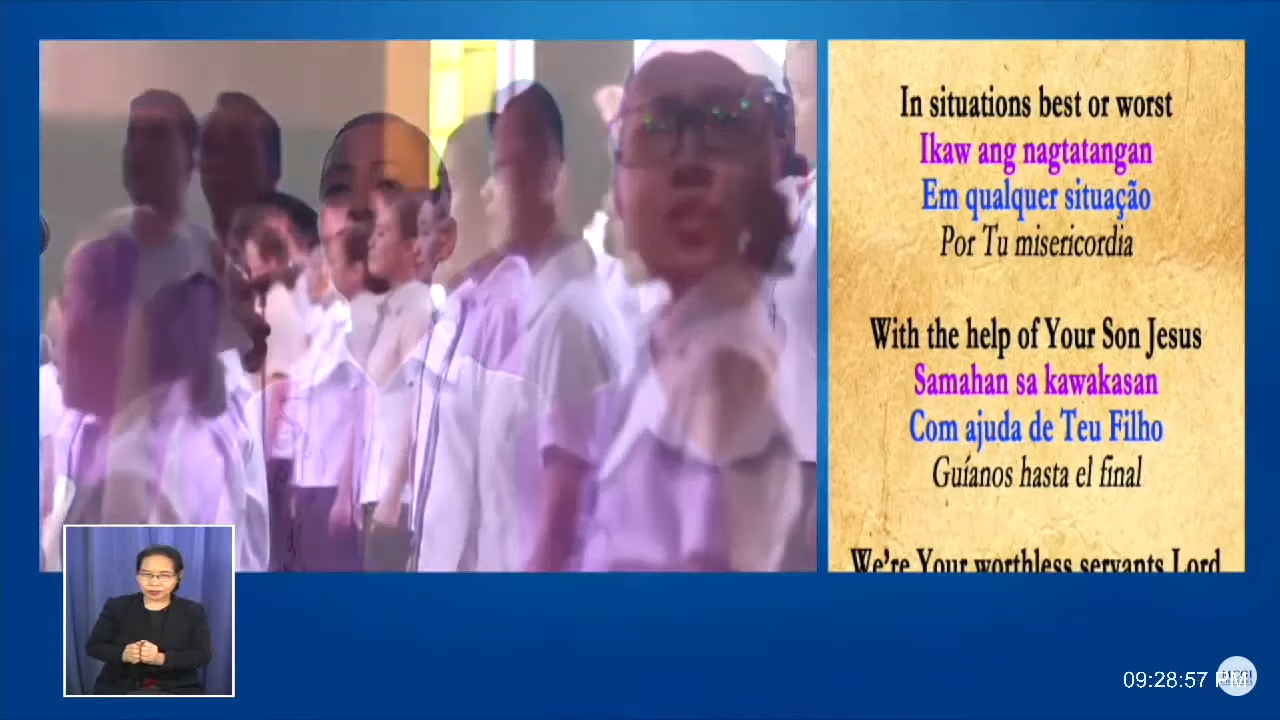 In situations best or worst
Ikaw ang nagtatangan
Em qualquer situação
Por Tu misericordia
With the help of Your Son Jesus
Samahan sa kawakasan
Com ajuda de Teu Filho
Guíanos hasta el final
We're Your worthless servants Lord
09:28:57 PM
MCGI